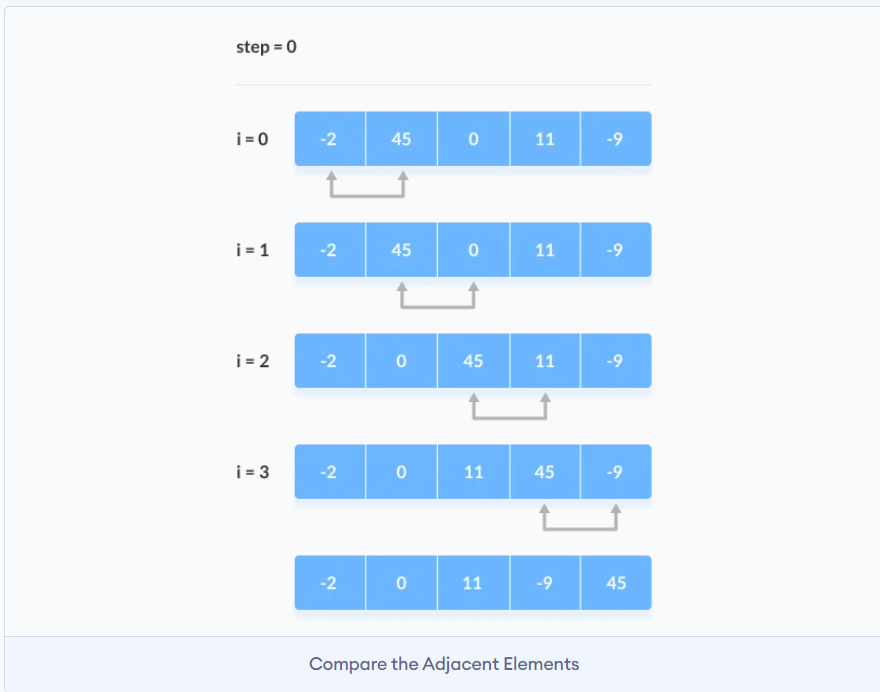 step = 0
i = 0 -2 45 0 11 -9
i = 1 -2 45 0 11 -9
i = 2 -2 0 45 11 -9
i = 3 -2 0 11 45 -9
-2 0 11 -9 45
Compare the Adjacent Elements